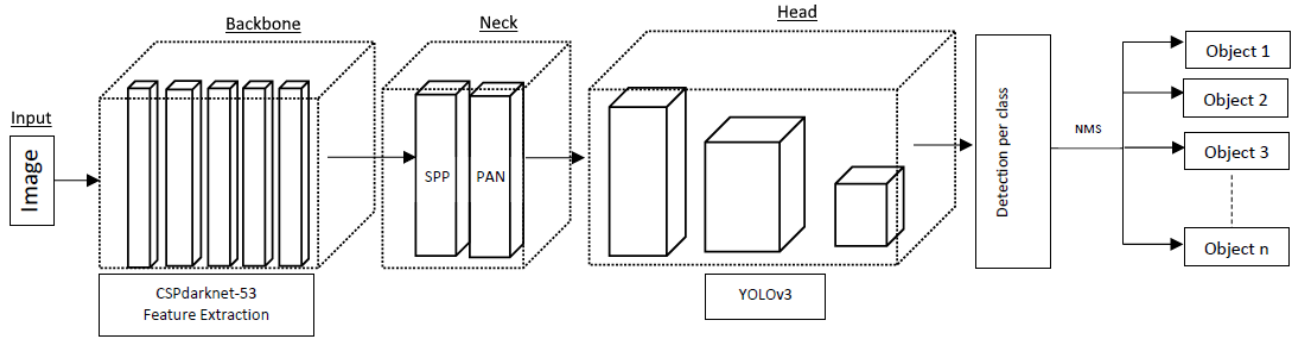 Input
Image
Backbone
CSPdarknet-53
Feature Extraction
Neck
SPP
PAN
Head
YOLOv3
Detection per class
NMS
Object 1
Object 2
Object 3
Object n